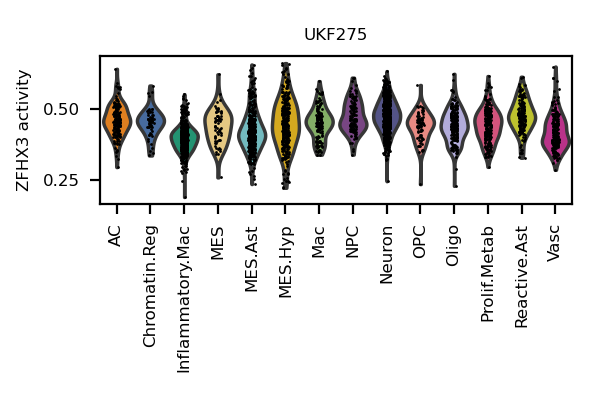 UKF275
ZFHX3 activity
0.50
0.25
AC
Chromatin.Reg
Inflammatory.Mac
MES
MES.Ast
MES.Hyp
Mac
NPC
Neuron
OPC
Oligo
Prolif.Metab
Reactive.Ast
Vasc